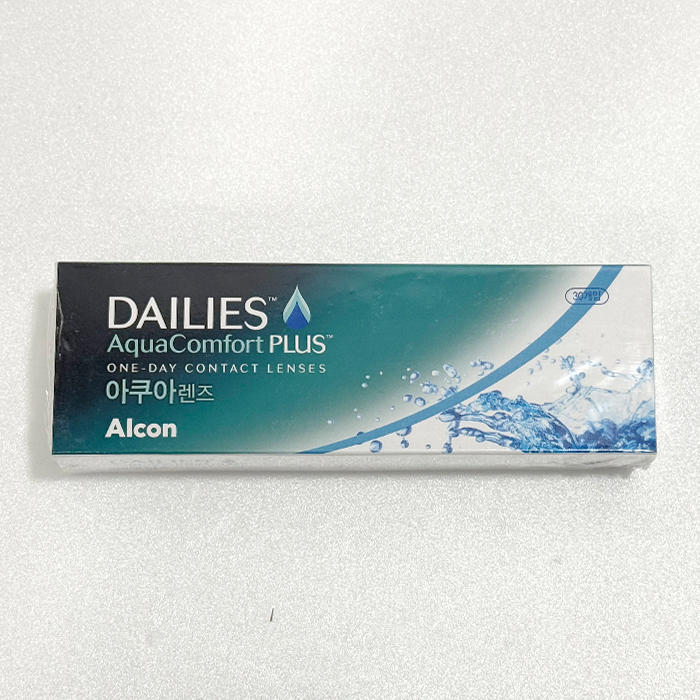 DAILIES™
AquaComfort PLUS™
ONE-DAY CONTACT LENSES
아쿠아렌즈
Alcon
30개입